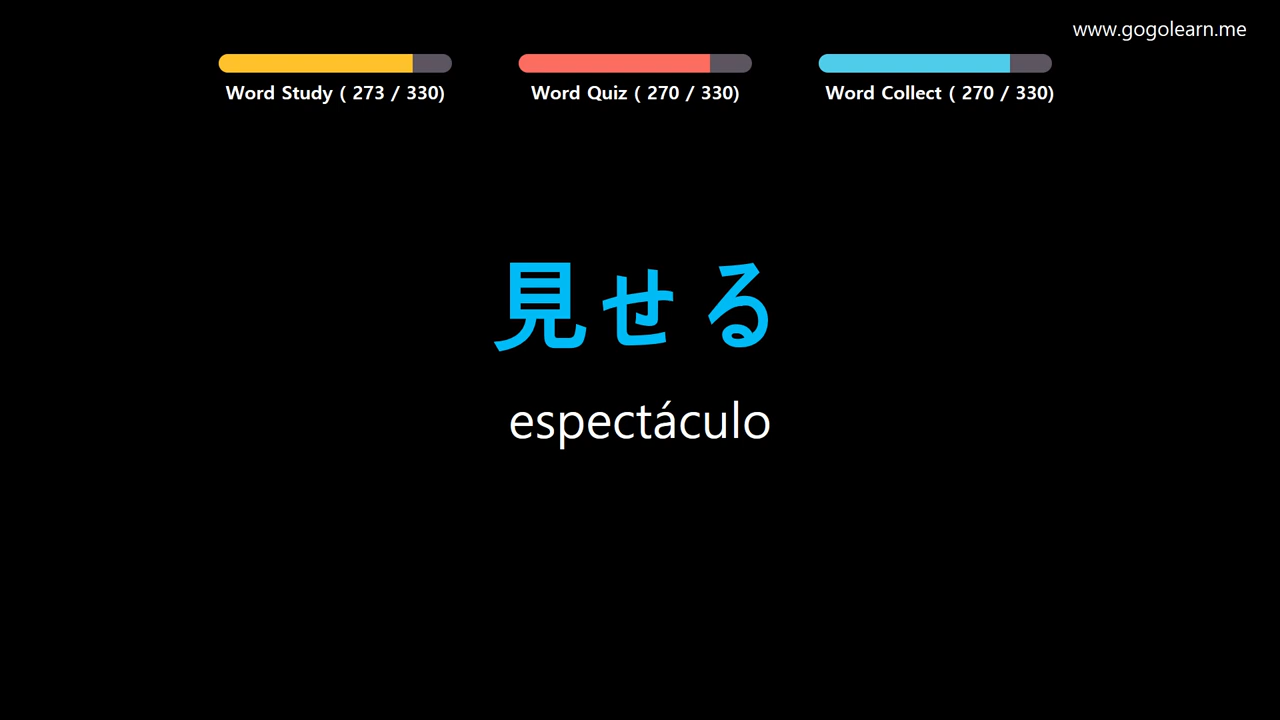 www.gogolearn.me
Word Study ( 273 / 330)
Word Quiz ( 270 / 330)
Word Collect ( 270 / 330)
見せる
espectáculo